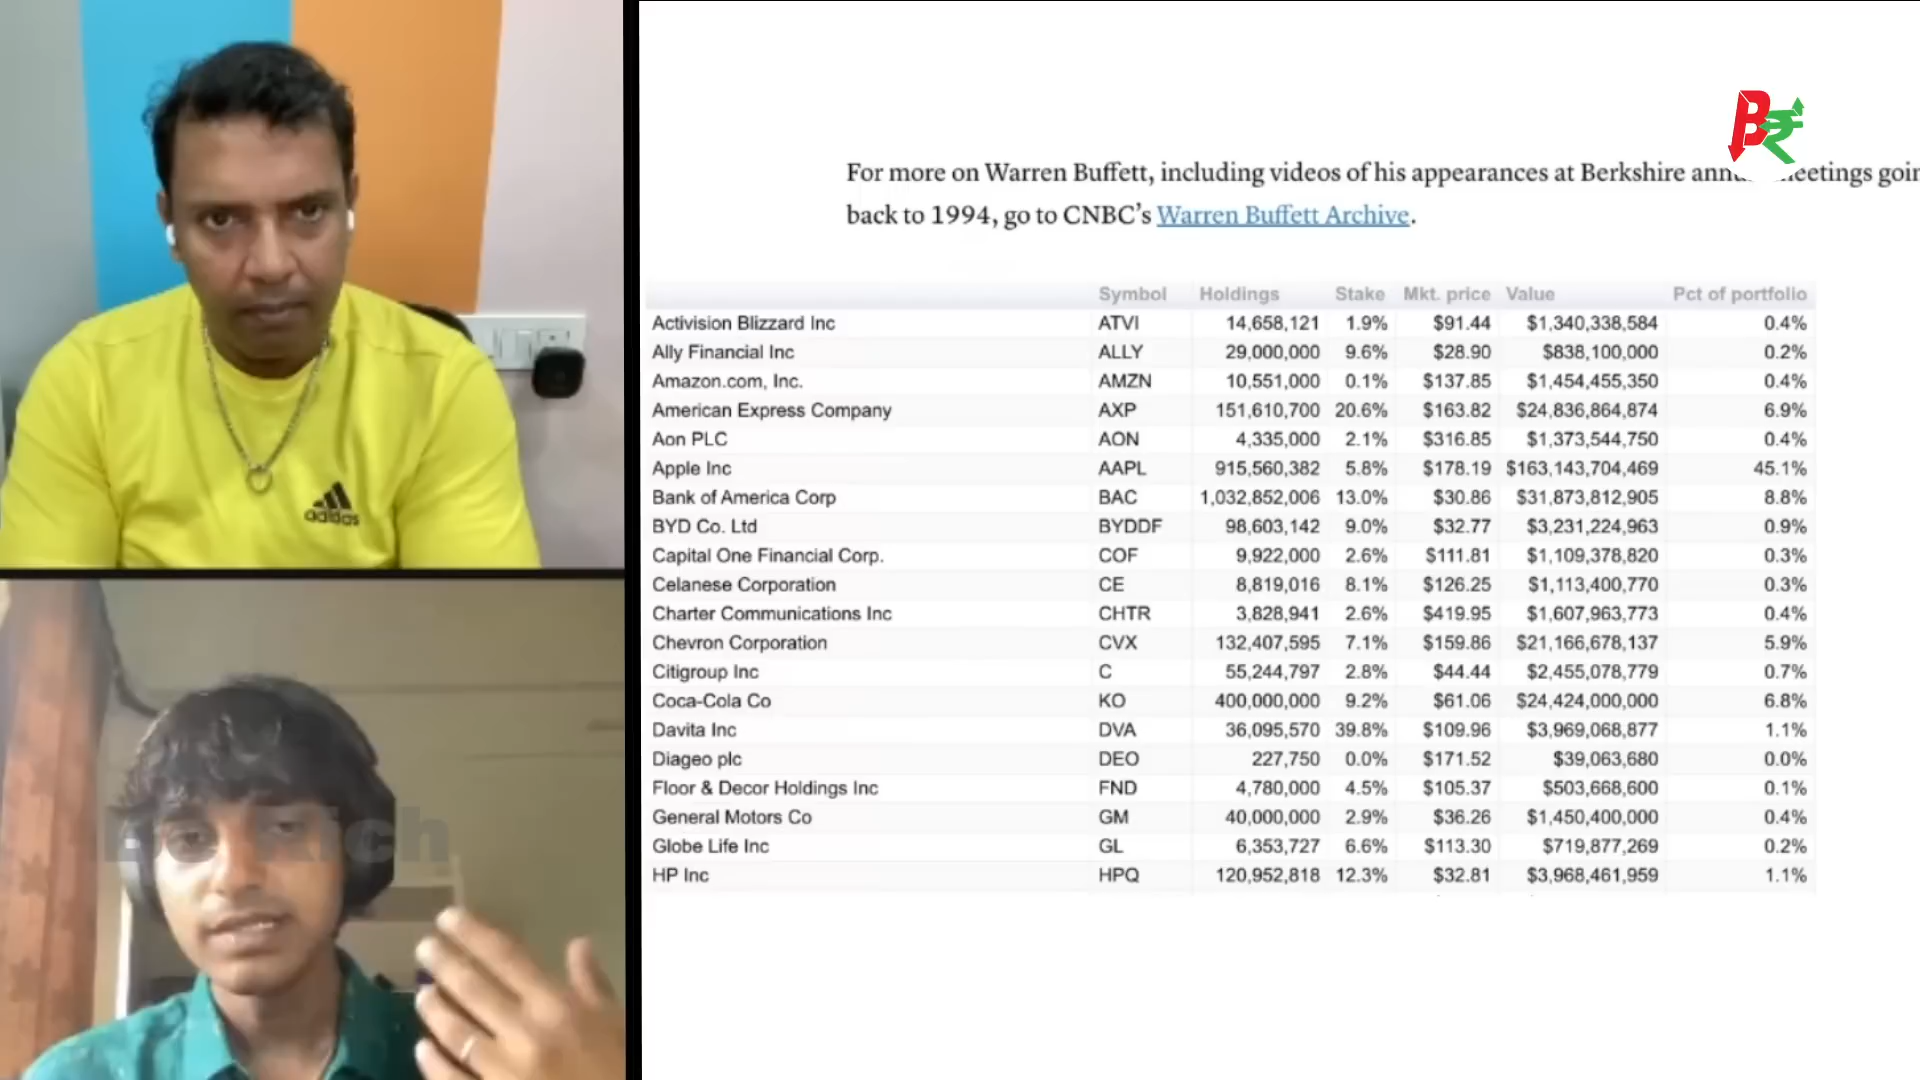 adidas
For more on Warren Buffett, including videos of his appearances at Berkshire
back to 1994, go to CNBC’s Warren Buffett Archive.
Symbol Holdings Stake Mkt. price Value Pct of portfolio
Activision Blizzard Inc ATVI 14,658,121 1.9% $91.44 $1,340,338,584 0.4%
Ally Financial Inc ALLY 29,000,000 9.6% $28.90 $838,100,000 0.2%
Amazon.com, Inc. AMZN 10,551,000 0.1% $137.85 $1,454,455,350 0.4%
American Express Company AXP 151,610,700 20.6% $163.82 $24,836,864,874 6.9%
Aon PLC AON 4,335,000 2.1% $316.85 $1,373,544,750 0.4%
Apple Inc AAPL 915,560,382 5.8% $178.19 $163,143,704,469 45.1%
Bank of America Corp BAC 1,032,852,006 13.0% $30.86 $31,873,812,905 8.8%
BYD Co. Ltd BYDDF 98,603,142 9.0% $32.77 $3,231,224,963 0.9%
Capital One Financial Corp. COF 9,922,000 2.6% $111.81 $1,109,378,820 0.3%
Celanese Corporation CE 8,819,016 8.1% $126.25 $1,113,400,770 0.3%
Charter Communications Inc CHTR 3,828,941 2.6% $419.95 $1,607,963,773 0.4%
Chevron Corporation CVX 132,407,595 7.1% $159.86 $21,166,678,137 5.9%
Citigroup Inc C 55,244,797 2.8% $44.44 $2,455,078,779 0.7%
Coca-Cola Co KO 400,000,000 9.2% $61.06 $24,424,000,000 6.8%
Davita Inc DVA 36,095,570 39.8% $109.96 $3,969,068,877 1.1%
Diageo plc DEO 227,750 0.0% $171.52 $39,063,680 0.0%
Floor & Decor Holdings Inc FND 4,780,000 4.5% $105.37 $503,668,600 0.1%
General Motors Co GM 40,000,000 2.9% $36.26 $1,450,400,000 0.4%
Globe Life Inc GL 6,353,727 6.6% $113.30 $719,877,269 0.2%
HP Inc HPQ 120,952,818 12.3% $32.81 $3,968,461,959 1.1%